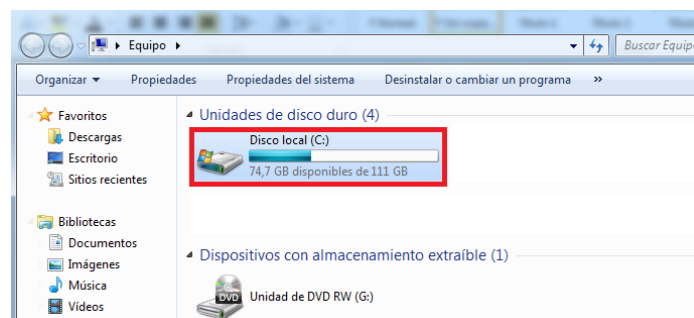 Equipo
Buscar Equipo
Organizar
Propiedades
Propiedades del sistema
Desinstalar o cambiar un programa
»
Favoritos
Descargas
Escritorio
Sitios recientes
Bibliotecas
Documentos
Imágenes
Música
Vídeos
Unidades de disco duro (4)
Disco local (C:)
74,7 GB disponibles de 111 GB
Dispositivos con almacenamiento extraíble (1)
DVD
Unidad de DVD RW (G:)